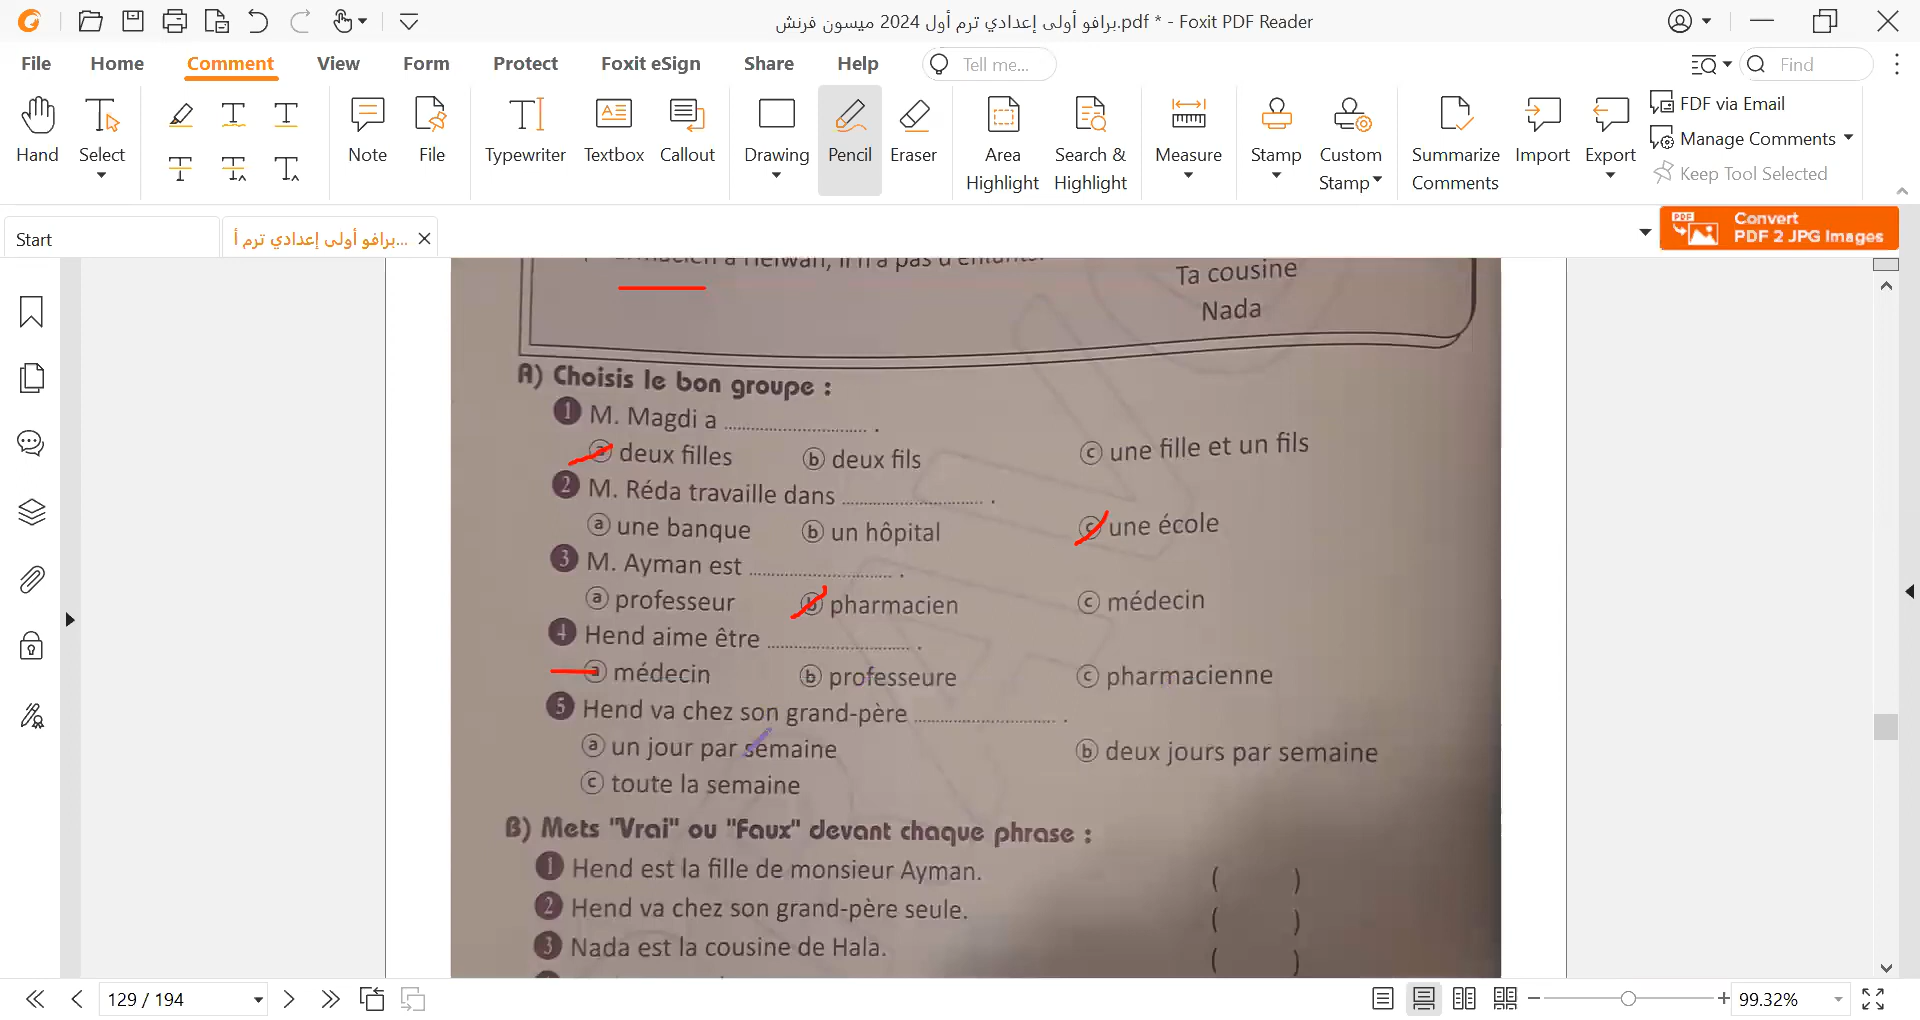 برافو أولى إعدادي ترم أول 2024 ميسون فرنش.pdf * - Foxit PDF Reader
File Home Comment View Form Protect Foxit eSign Share Help Tell me... Find
Hand Select Note File Typewriter Textbox Callout Drawing Pencil Eraser Area Highlight Search & Highlight Measure Stamp Custom Stamp Summarize Comments Import Export
PDF via Email
Manage Comments
Keep Tool Selected
Start
برافو أولى إعدادي ترم أ...
PDF Convert
PDF 2 JPG Images
à Helwan, il n'a pas d'enfants.
Ta cousine
Nada
A) Choisis le bon groupe :
1 M. Magdi a .............................. .
a deux filles b deux fils c une fille et un fils
2 M. Réda travaille dans .............................. .
a une banque b un hôpital c une école
3 M. Ayman est .............................. .
a professeur b pharmacien c médecin
4 Hend aime être .............................. .
a médecin b professeure c pharmacienne
5 Hend va chez son grand-père .............................. .
a un jour par semaine b deux jours par semaine
c toute la semaine
B) Mets "Vrai" ou "Faux" devant chaque phrase :
1 Hend est la fille de monsieur Ayman. ( )
2 Hend va chez son grand-père seule. ( )
3 Nada est la cousine de Hala. ( )
129 / 194
99.32%